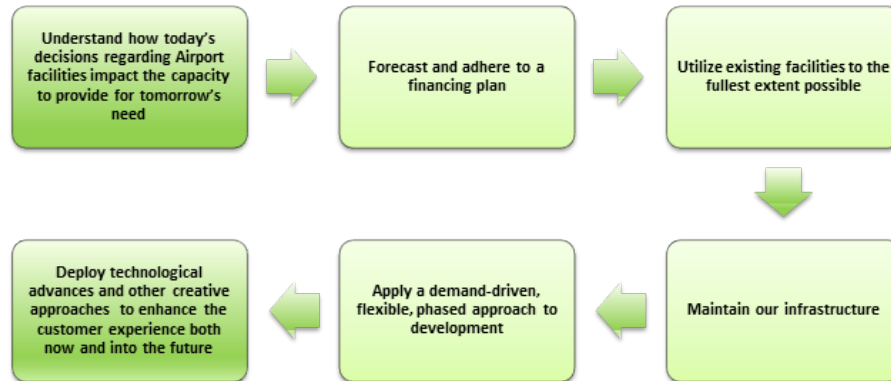 Understand how today's
decisions regarding Airport
facilities impact the capacity
to provide for tomorrow's
need
Forecast and adhere to a
financing plan
Utilize existing facilities to the
fullest extent possible
Maintain our infrastructure
Apply a demand-driven,
flexible, phased approach to
development
Deploy technological
advances and other creative
approaches to enhance the
customer experience both
now and into the future